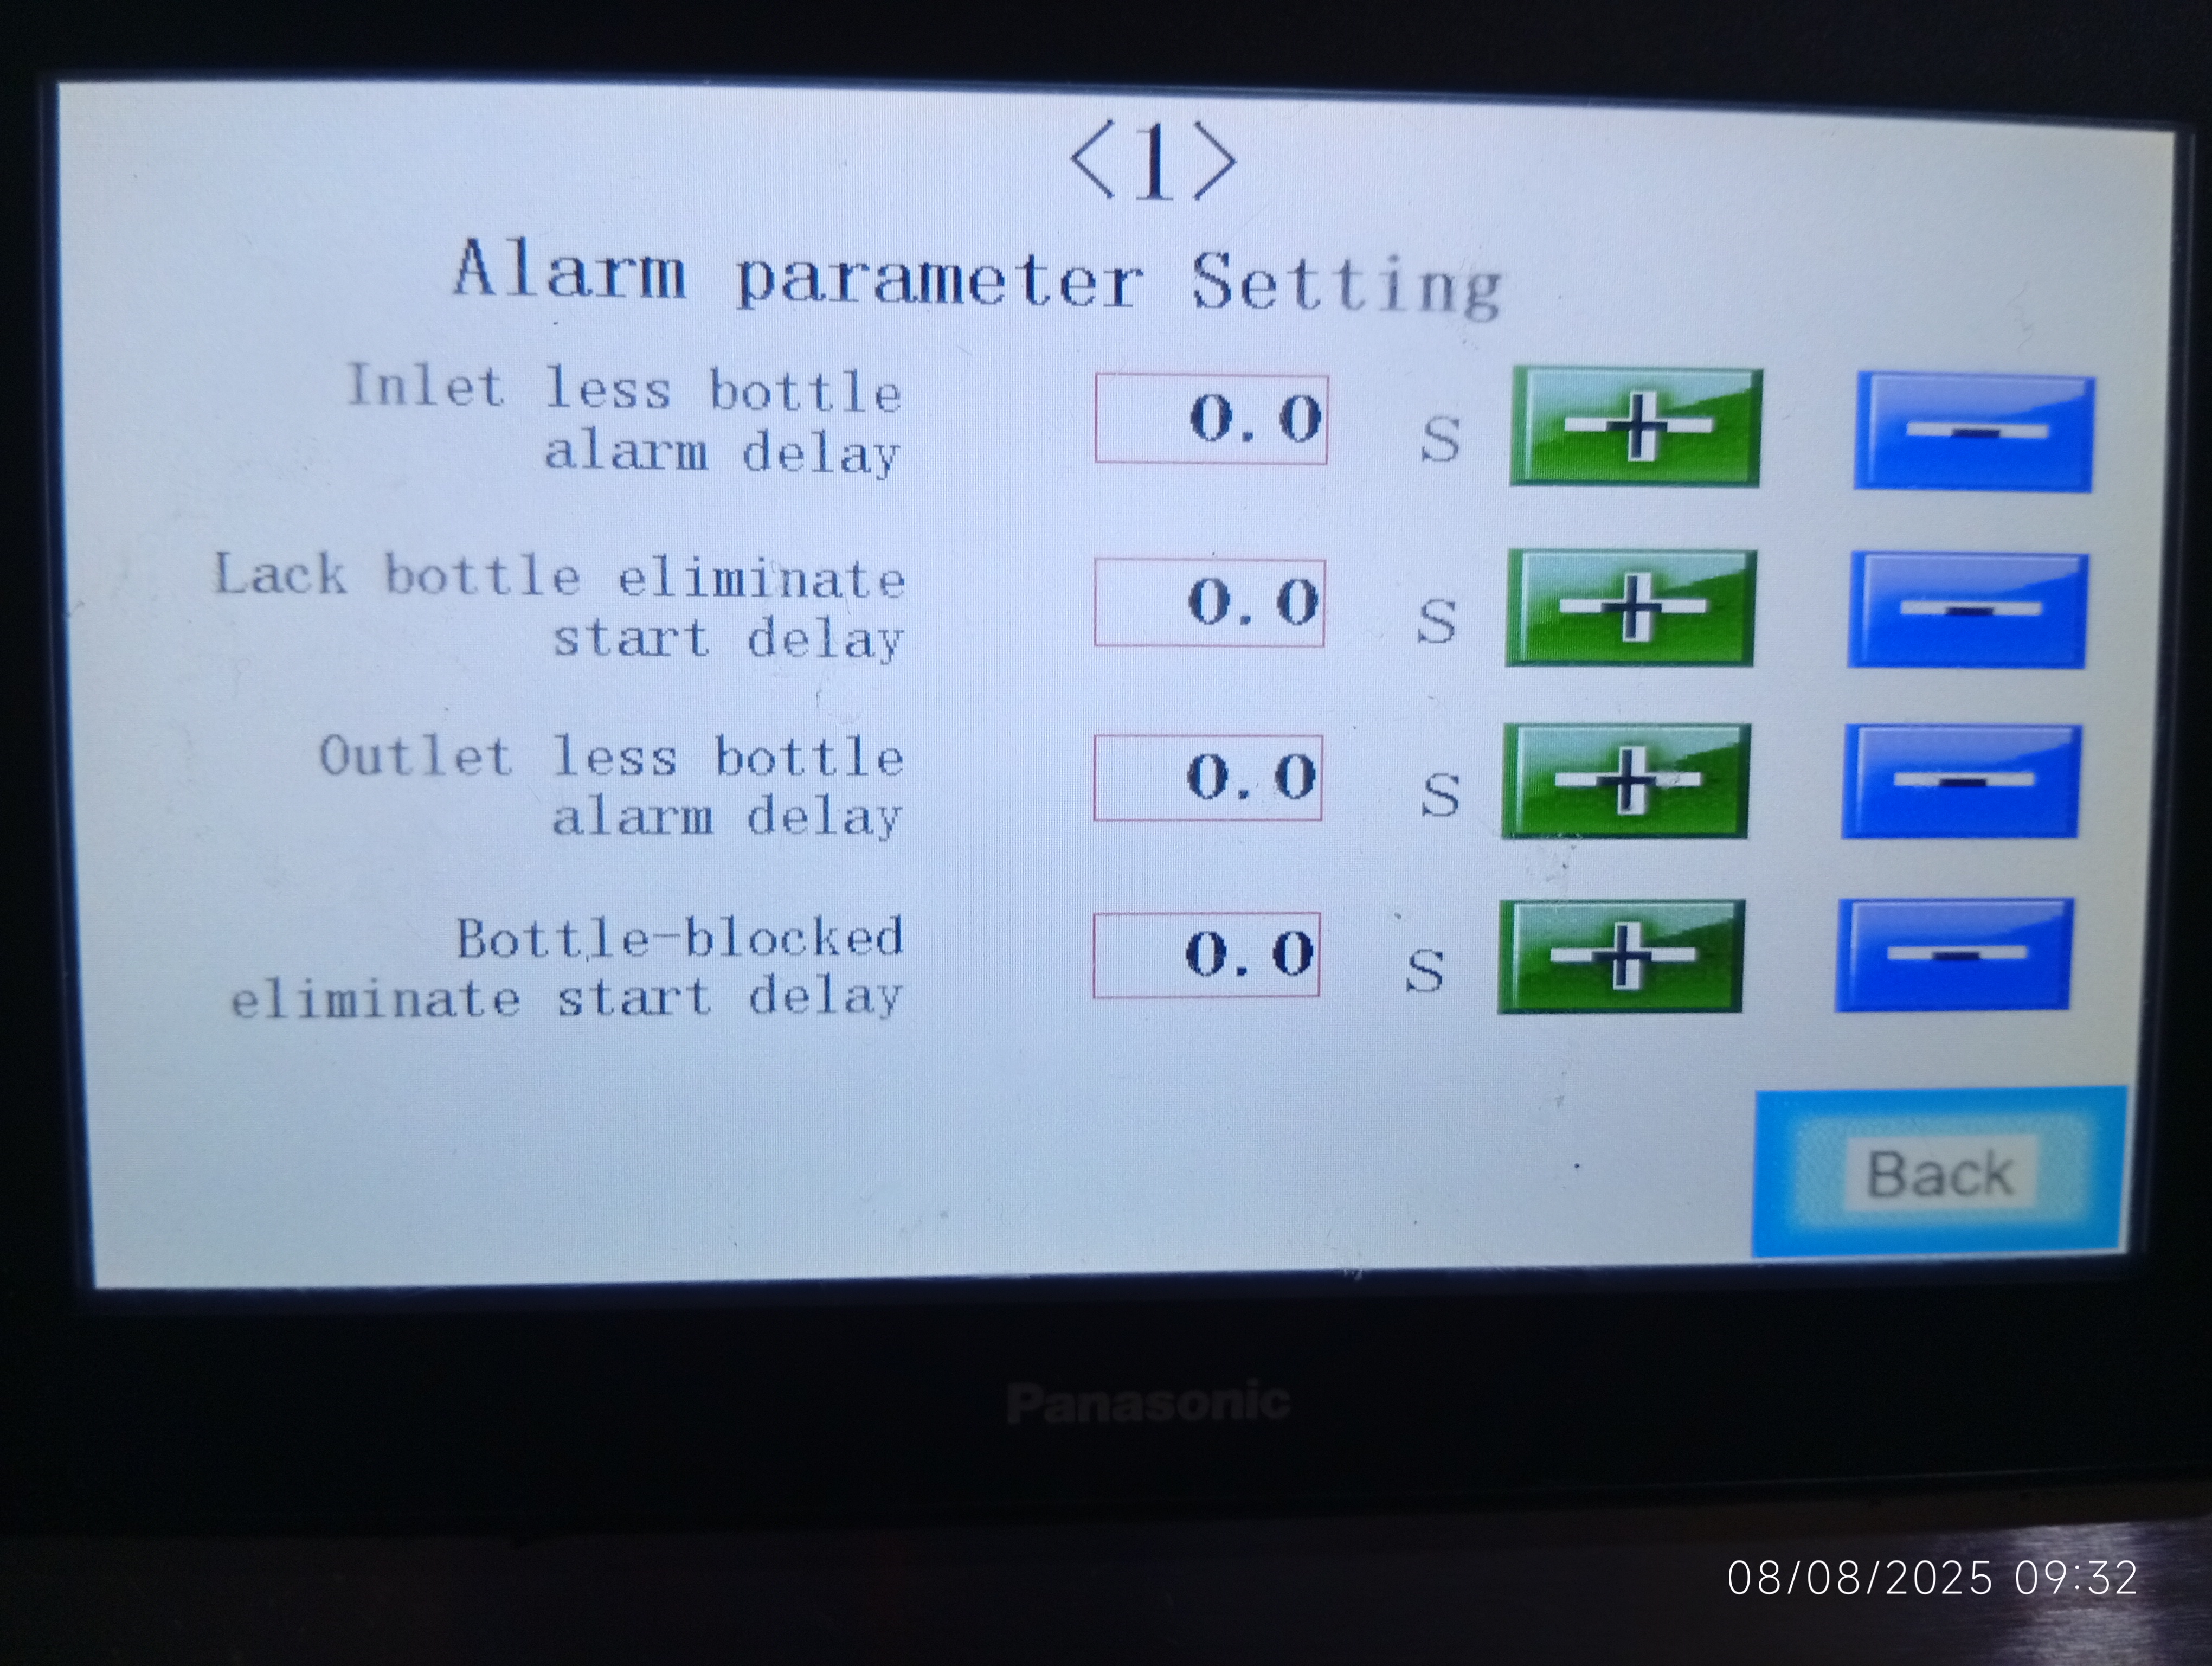 <1>
Alarm parameter Setting
Inlet less bottle
alarm delay
0.0 S + -
Lack bottle eliminate
start delay
0.0 S + -
Outlet less bottle
alarm delay
0.0 S + -
Bottle-blocked
eliminate start delay
0.0 S + -
Back
Panasonic
08/08/2025 09:32